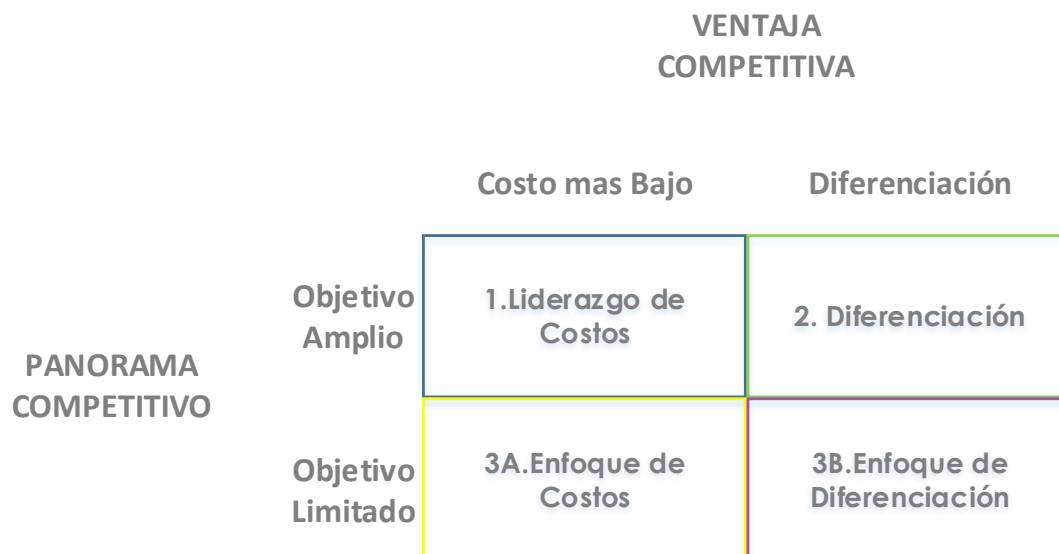 VENTAJA
COMPETITIVA
Costo mas Bajo
Diferenciación
Objetivo
Amplio
1.Liderazgo de
Costos
2. Diferenciación
PANORAMA
COMPETITIVO
Objetivo
Limitado
3A.Enfoque de
Costos
3B.Enfoque de
Diferenciación